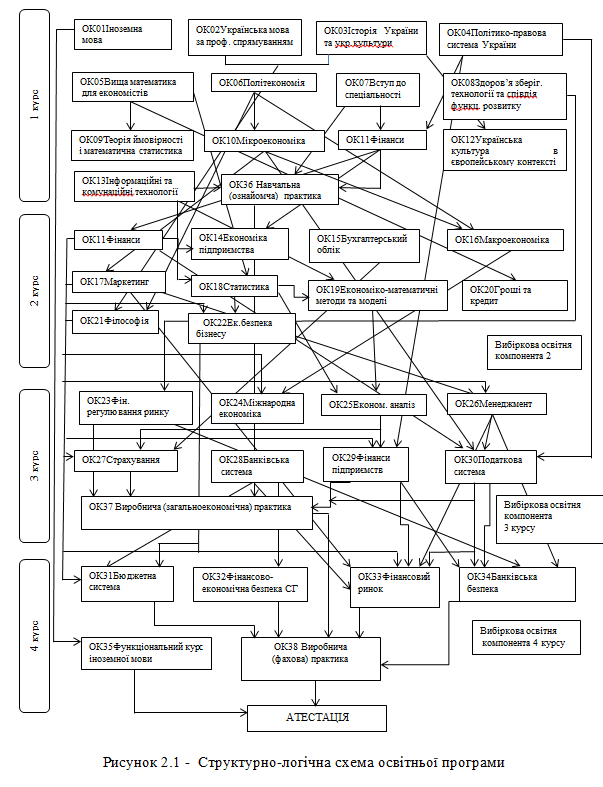 1 курс
ОК01Іноземна
мова
ОК02Українська мова
за проф. спрямуванням
ОК03Історія України
та укр.культури
ОК04Політико-правова
система України
ОК05Вища математика
для економістів
ОК06Політекономія
ОК07Вступ до
спеціальності
ОК08Здоров’я зберіг.
технології та співдія
функц. розвитку
ОК09Теорія ймовірності
і математична статистика
ОК10Мікроекономіка
ОК11Фінанси
ОК12Українська
культура в
європейському контексті
ОК13Інформаційні та
комунаційні технології
ОК36 Навчальна
(ознайомча) практика
2 курс
ОК11Фінанси
ОК14Економіка
підприємства
ОК15Бухгалтерський
облік
ОК16Макроекономіка
ОК17Маркетинг
ОК18Статистика
ОК19Економіко-математичні
методи та моделі
ОК20Гроші та
кредит
ОК21Філософія
ОК22Ек.безпека
бізнесу
Вибіркова освітня
компонента 2
3 курс
ОК23Фін.
регулювання ринку
ОК24Міжнародна
економіка
ОК25Економ. аналіз
ОК26Менеджмент
ОК27Страхування
ОК28Банківська
система
ОК29Фінанси
підприємств
ОК30Податкова
система
ОК37 Виробнича (загальноекономічна) практика
Вибіркова освітня
компонента
3 курсу
4 курс
ОК31Бюджетна
система
ОК32Фінансово-
економічна безпека СГ
ОК33Фінансовий
ринок
ОК34Банківська
безпека
ОК35Функціональний курс
іноземної мови
ОК38 Виробнича
(фахова) практика
Вибіркова освітня
компонента 4 курсу
АТЕСТАЦІЯ
Рисунок 2.1 - Структурно-логічна схема освітньої програми